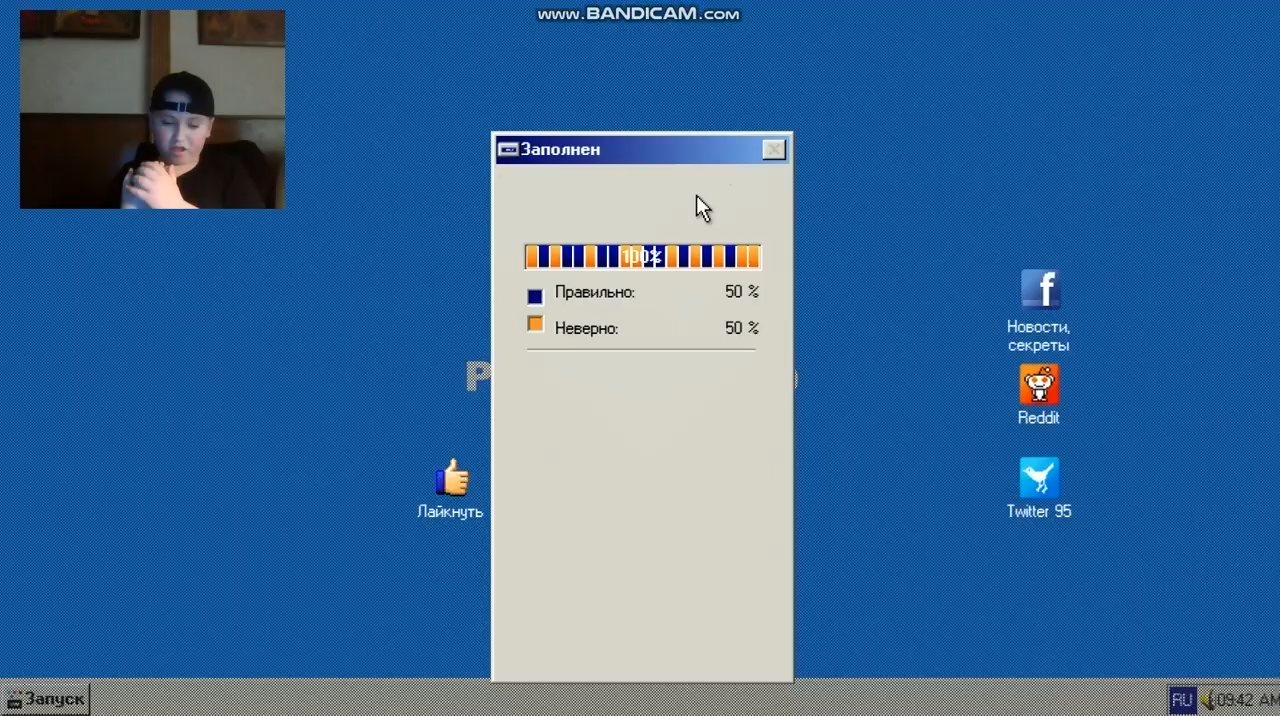 www.BANDICAM.com
Заполнен
100%
Правильно:
50 %
Неверно:
50 %
P
Новости,
секреты
Reddit
Лайкнуть
Twitter 95
Запуск
RU
09:42 AM